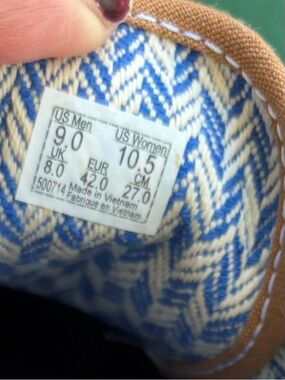 US Men US Women
9.0 10.5
UK EUR CM
8.0 42.0 27.0
500714 Made in Vietnam
Fabriqué en Vietnam